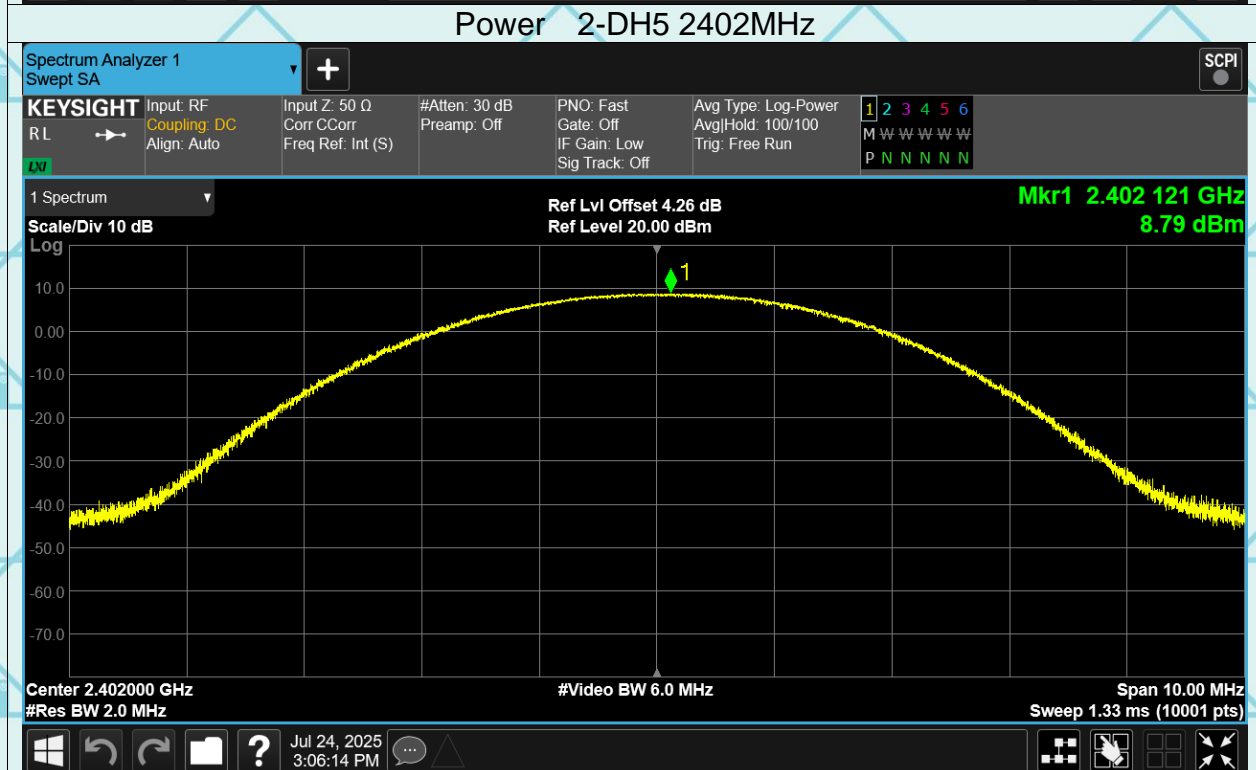 Power 2-DH5 2402MHz
Spectrum Analyzer 1
Swept SA
SCPI
KEYSIGHT
RL
LXI
Input: RF
Coupling: DC
Align: Auto
Input Z: 50 Ω
Corr CCorr
Freq Ref: Int (S)
#Atten: 30 dB
Preamp: Off
PNO: Fast
Gate: Off
IF Gain: Low
Sig Track: Off
Avg Type: Log-Power
Avg|Hold: 100/100
Trig: Free Run
1 2 3 4 5 6
M W W W W W
P N N N N N
1 Spectrum
Scale/Div 10 dB
Ref Lvl Offset 4.26 dB
Ref Level 20.00 dBm
Mkr1 2.402 121 GHz
8.79 dBm
Log
1
10.0
0.00
-10.0
-20.0
-30.0
-40.0
-50.0
-60.0
-70.0
Center 2.402000 GHz
#Res BW 2.0 MHz
#Video BW 6.0 MHz
Span 10.00 MHz
Sweep 1.33 ms (10001 pts)
?
Jul 24, 2025
3:06:14 PM